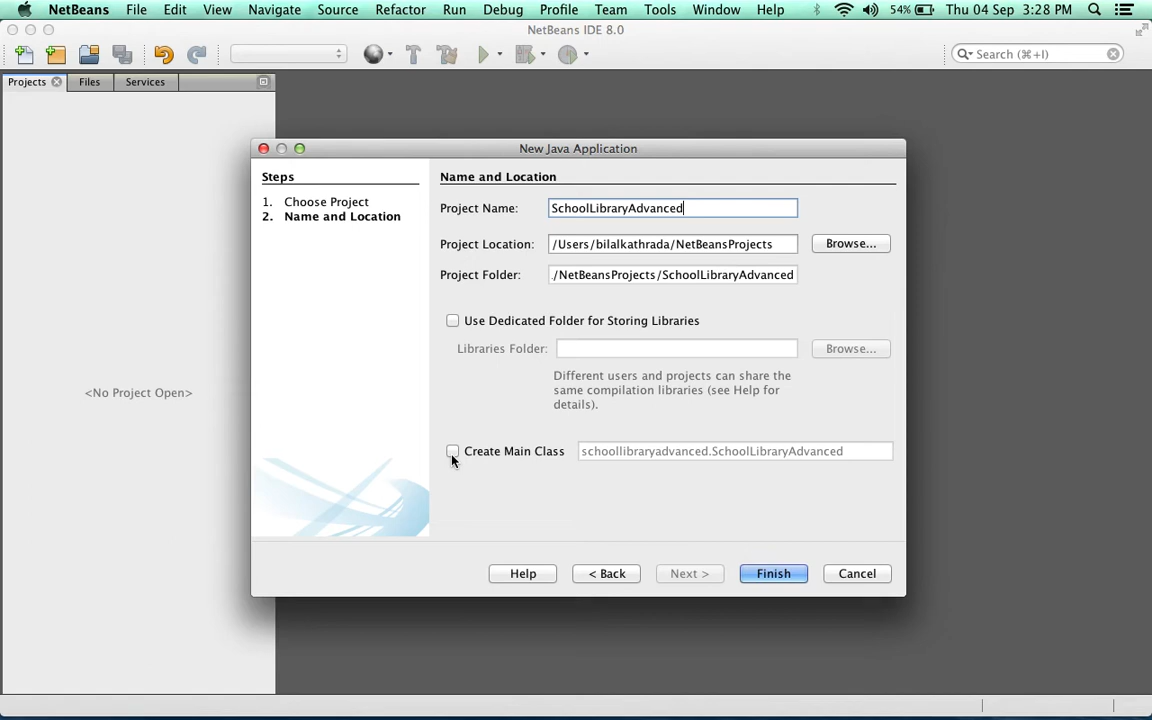 NetBeans File Edit View Navigate Source Refactor Run Debug Profile Team Tools Window Help 54% Thu 04 Sep 3:28 PM
NetBeans IDE 8.0
Search (⌘+I)
Projects Files Services
New Java Application
Steps
Name and Location
1. Choose Project
2. Name and Location
Project Name: SchoolLibraryAdvanced
Project Location: /Users/bilalkathrada/NetBeansProjects Browse...
Project Folder: ./NetBeansProjects/SchoolLibraryAdvanced
Use Dedicated Folder for Storing Libraries
Libraries Folder: Browse...
Different users and projects can share the
same compilation libraries (see Help for
details).
<No Project Open>
Create Main Class schoollibraryadvanced.SchoolLibraryAdvanced
Help < Back Next > Finish Cancel